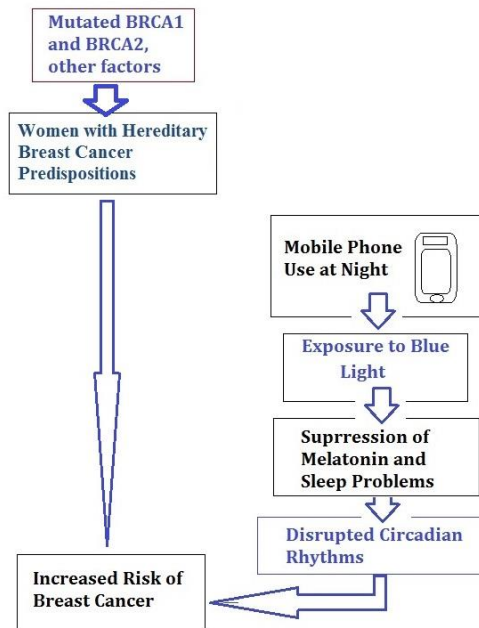 Mutated BRCA1
and BRCA2,
other factors
Women with Hereditary
Breast Cancer
Predispositions
Mobile Phone
Use at Night
Exposure to Blue
Light
Suprression of
Melatonin and
Sleep Problems
Disrupted Circadian
Rhythms
Increased Risk of
Breast Cancer